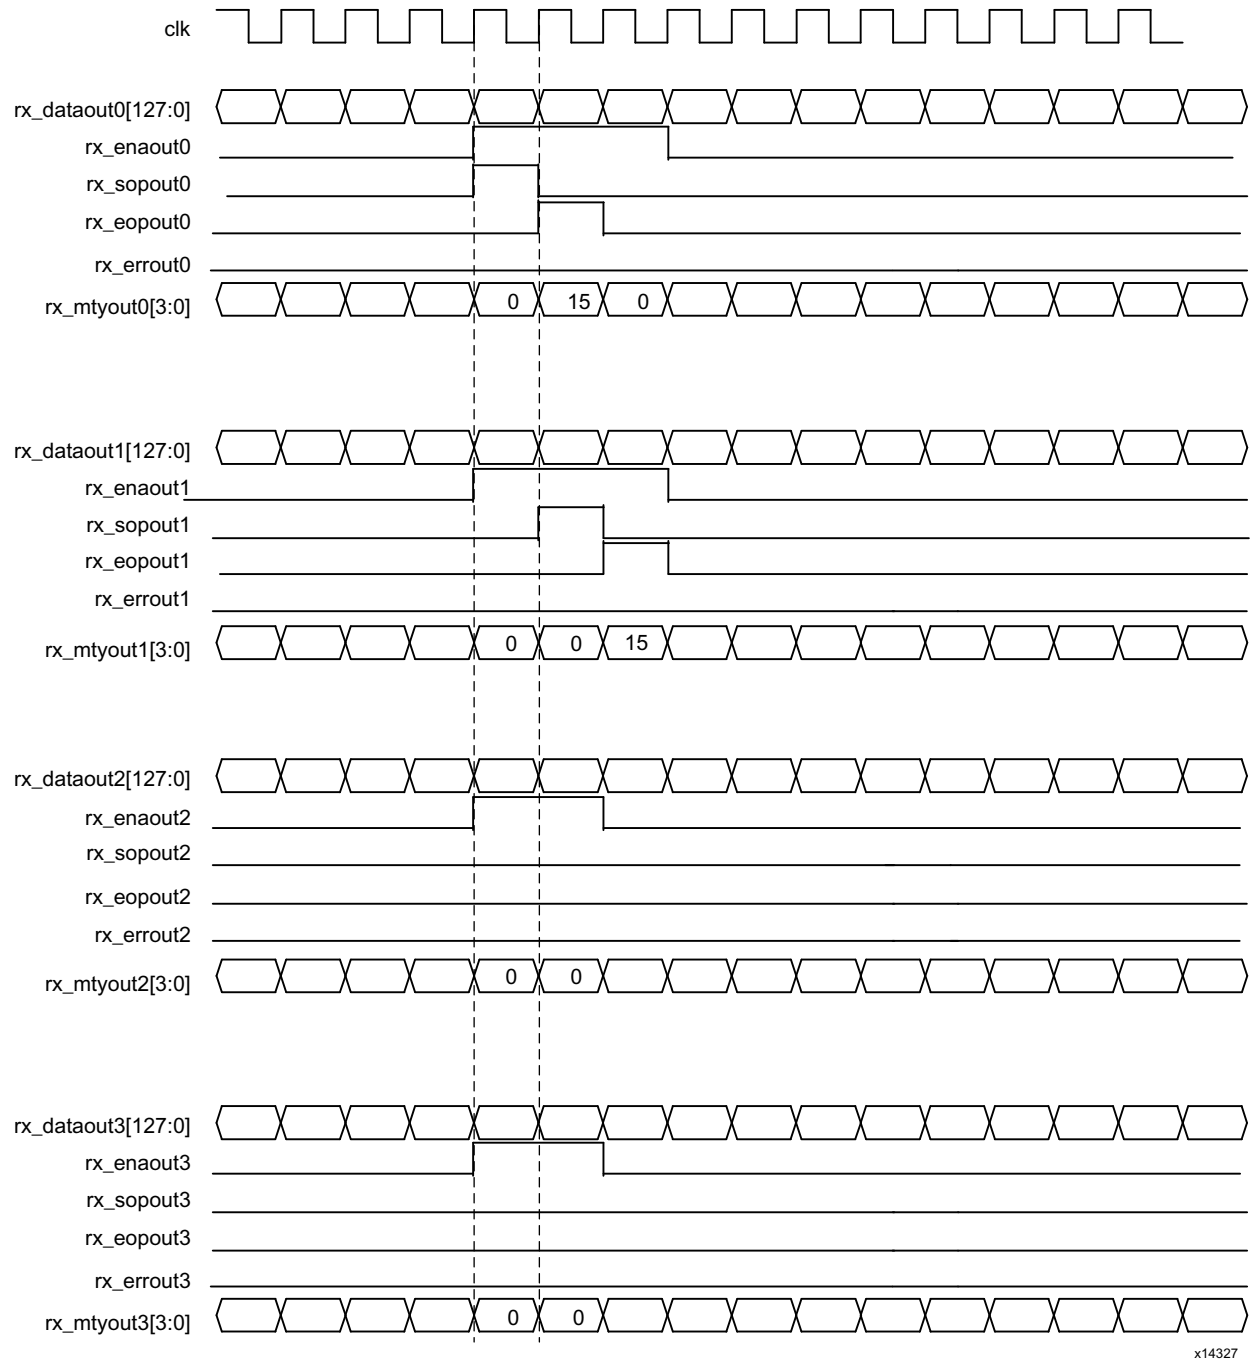 clk
rx_dataout0[127:0]
rx_enaout0
rx_sopout0
rx_eopout0
rx_errout0
rx_mtyout0[3:0] 0 15 0
rx_dataout1[127:0]
rx_enaout1
rx_sopout1
rx_eopout1
rx_errout1
rx_mtyout1[3:0] 0 0 15
rx_dataout2[127:0]
rx_enaout2
rx_sopout2
rx_eopout2
rx_errout2
rx_mtyout2[3:0] 0 0
rx_dataout3[127:0]
rx_enaout3
rx_sopout3
rx_eopout3
rx_errout3
rx_mtyout3[3:0] 0 0
x14327